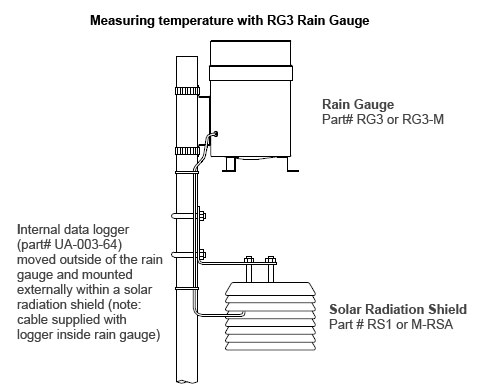 Measuring temperature with RG3 Rain Gauge
Rain Gauge
Part# RG3 or RG3-M
Internal data logger
(part# UA-003-64)
moved outside of the rain
gauge and mounted
externally within a solar
radiation shield (note:
cable supplied with
logger inside rain gauge)
Solar Radiation Shield
Part # RS1 or M-RSA